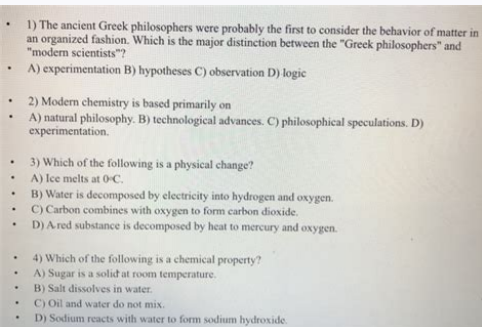 • 1) The ancient Greek philosophers were probably the first to consider the behavior of matter in
an organized fashion. Which is the major distinction between the "Greek philosophers" and
"modern scientists"?
• A) experimentation B) hypotheses C) observation D) logic
• 2) Modern chemistry is based primarily on
• A) natural philosophy. B) technological advances. C) philosophical speculations. D)
experimentation.
• 3) Which of the following is a physical change?
• A) Ice melts at 0°C.
• B) Water is decomposed by electricity into hydrogen and oxygen.
• C) Carbon combines with oxygen to form carbon dioxide.
• D) A red substance is decomposed by heat to mercury and oxygen.
• 4) Which of the following is a chemical property?
• A) Sugar is a solid at room temperature.
• B) Salt dissolves in water.
• C) Oil and water do not mix.
• D) Sodium reacts with water to form sodium hydroxide.